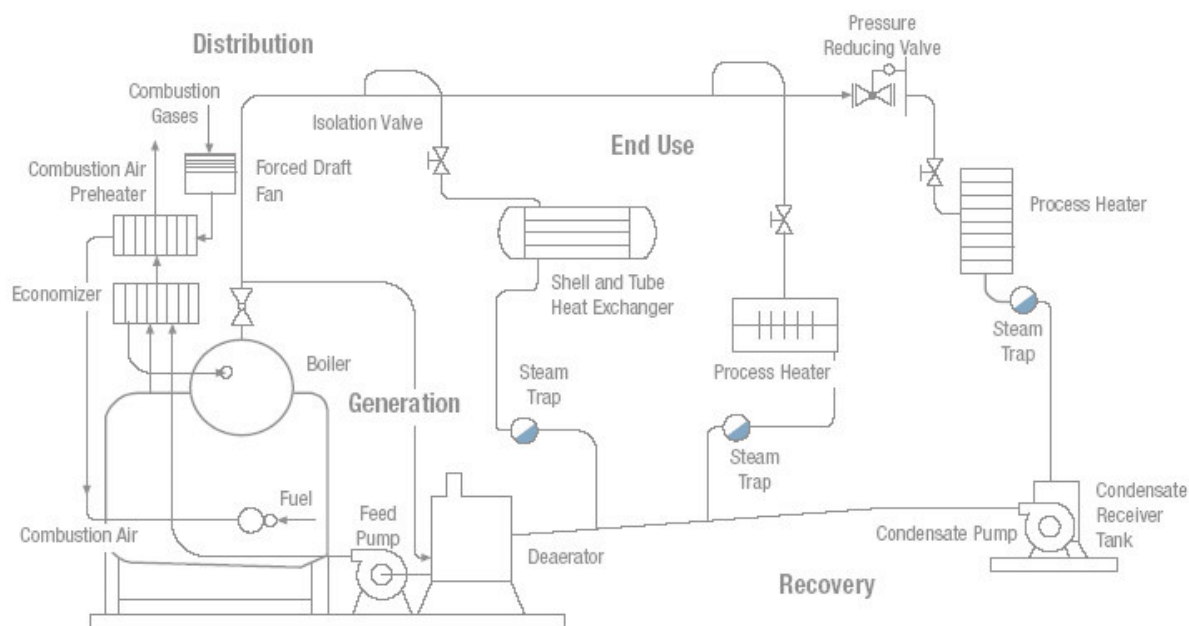 Pressure
Reducing Valve
Distribution
Combustion
Gases
Isolation Valve
End Use
Combustion Air
Preheater
Forced Draft
Fan
Process Heater
Economizer
Shell and Tube
Heat Exchanger
Steam
Trap
Boiler
Steam
Trap
Process Heater
Generation
Steam
Trap
Fuel
Feed
Pump
Combustion Air
Deaerator
Condensate Pump
Condensate
Receiver
Tank
Recovery